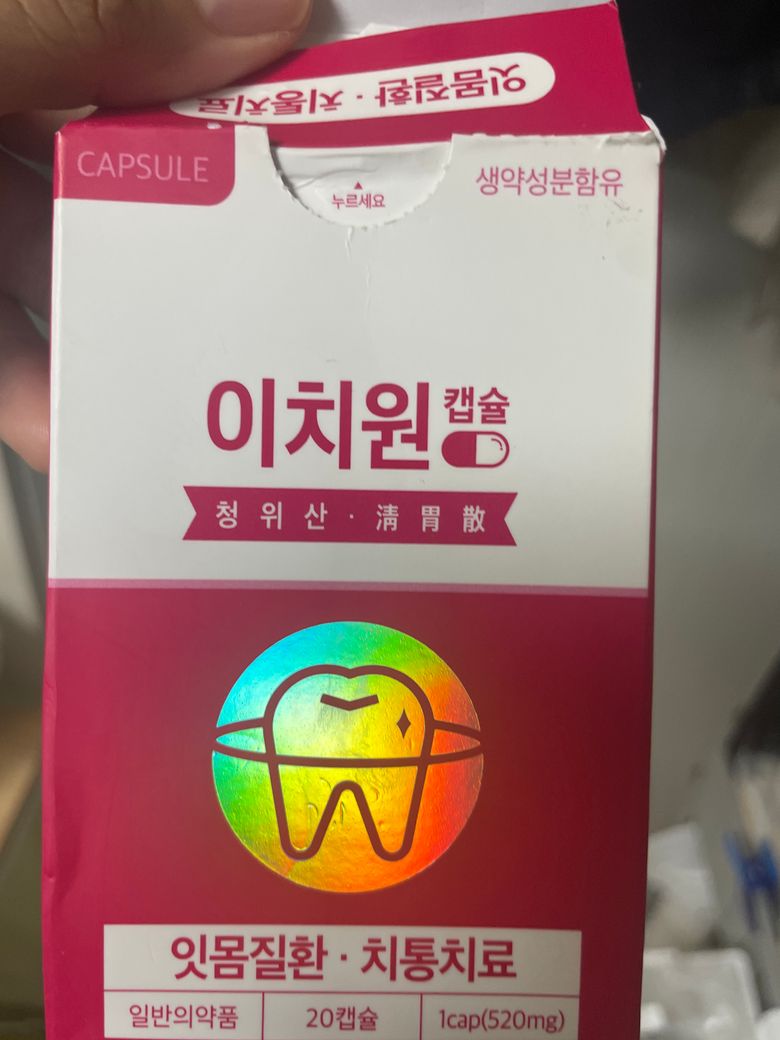 잇몸질환 · 치통치료
CAPSULE
누르세요
생약성분함유
이치원 캡슐
청위산 · 淸胃散
잇몸질환 · 치통치료
일반의약품
20캡슐
1cap(520mg)